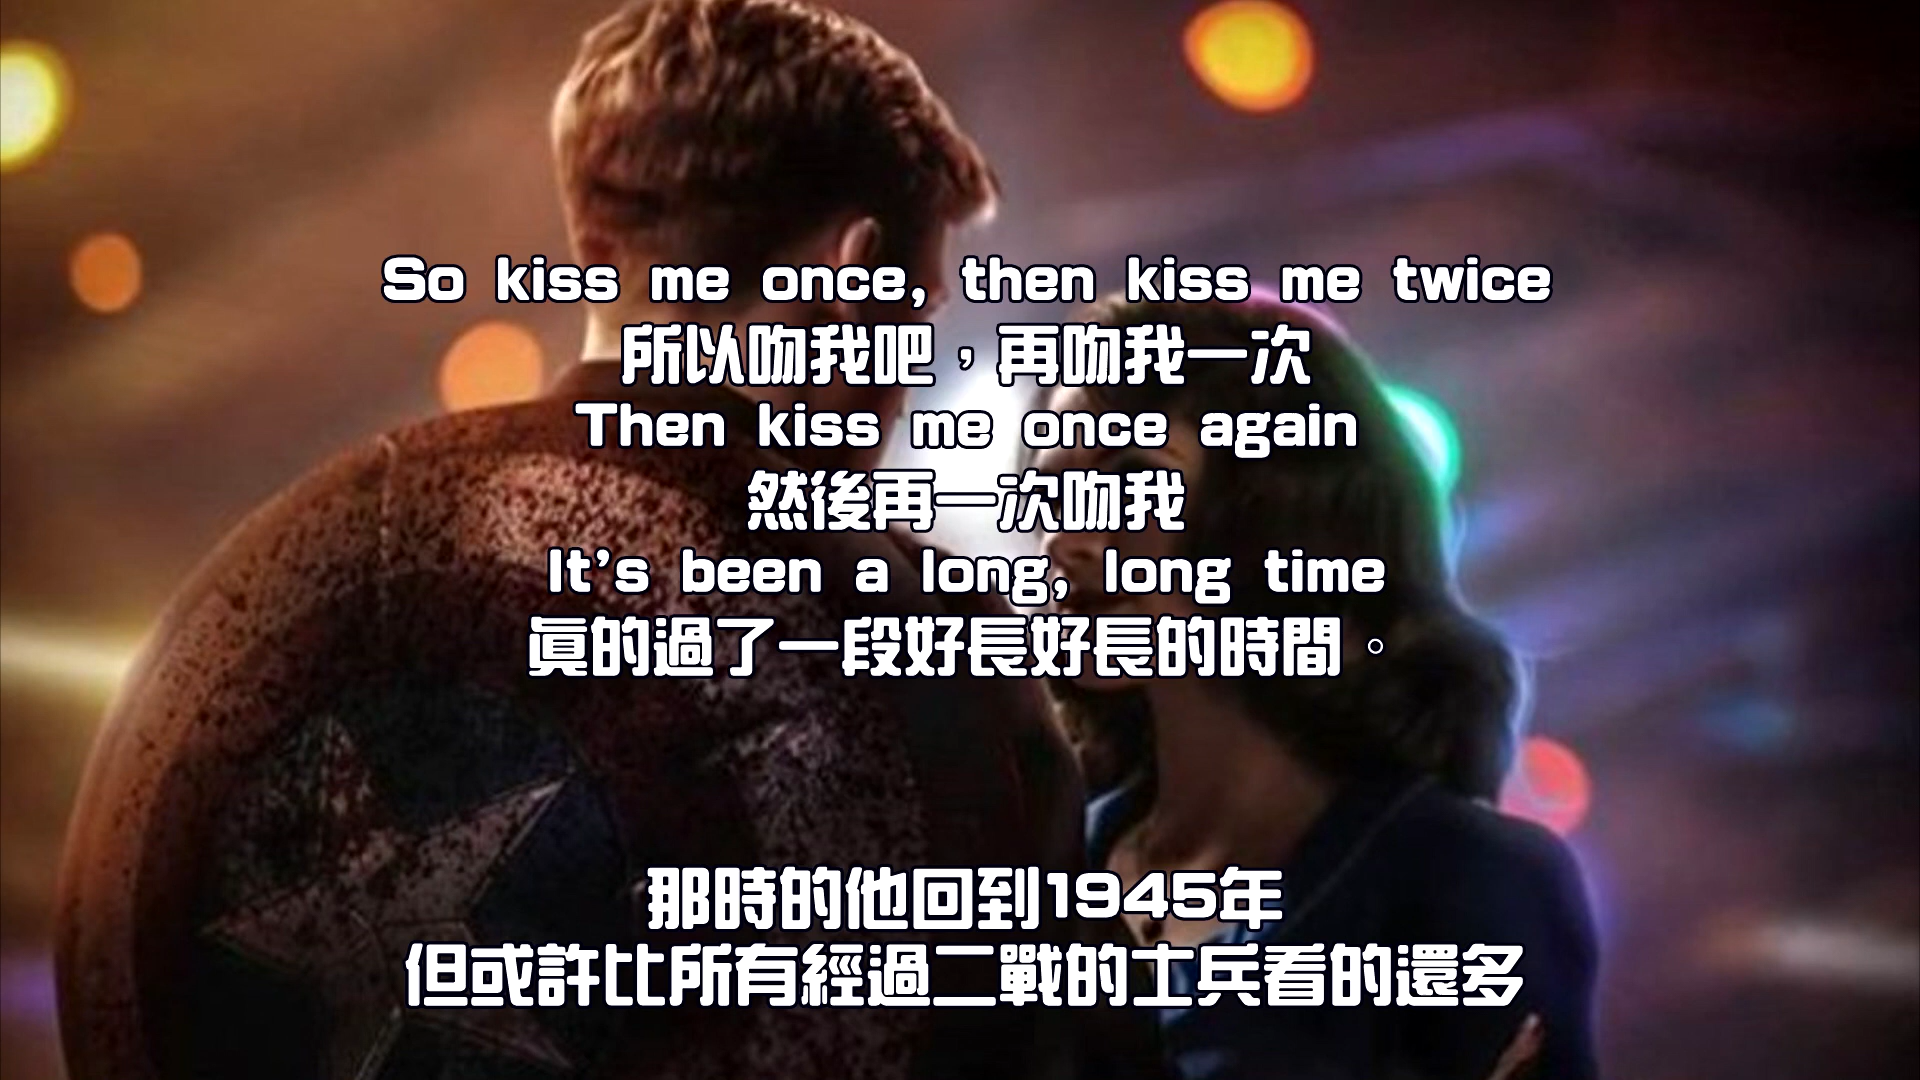 So kiss me once, then kiss me twice
所以吻我吧，再吻我一次
Then kiss me once again
然後再一次吻我
It's been a long, long time
真的過了一段好長好長的時間。
那時的他回到1945年
但或許比所有經過二戰的士兵看的還多